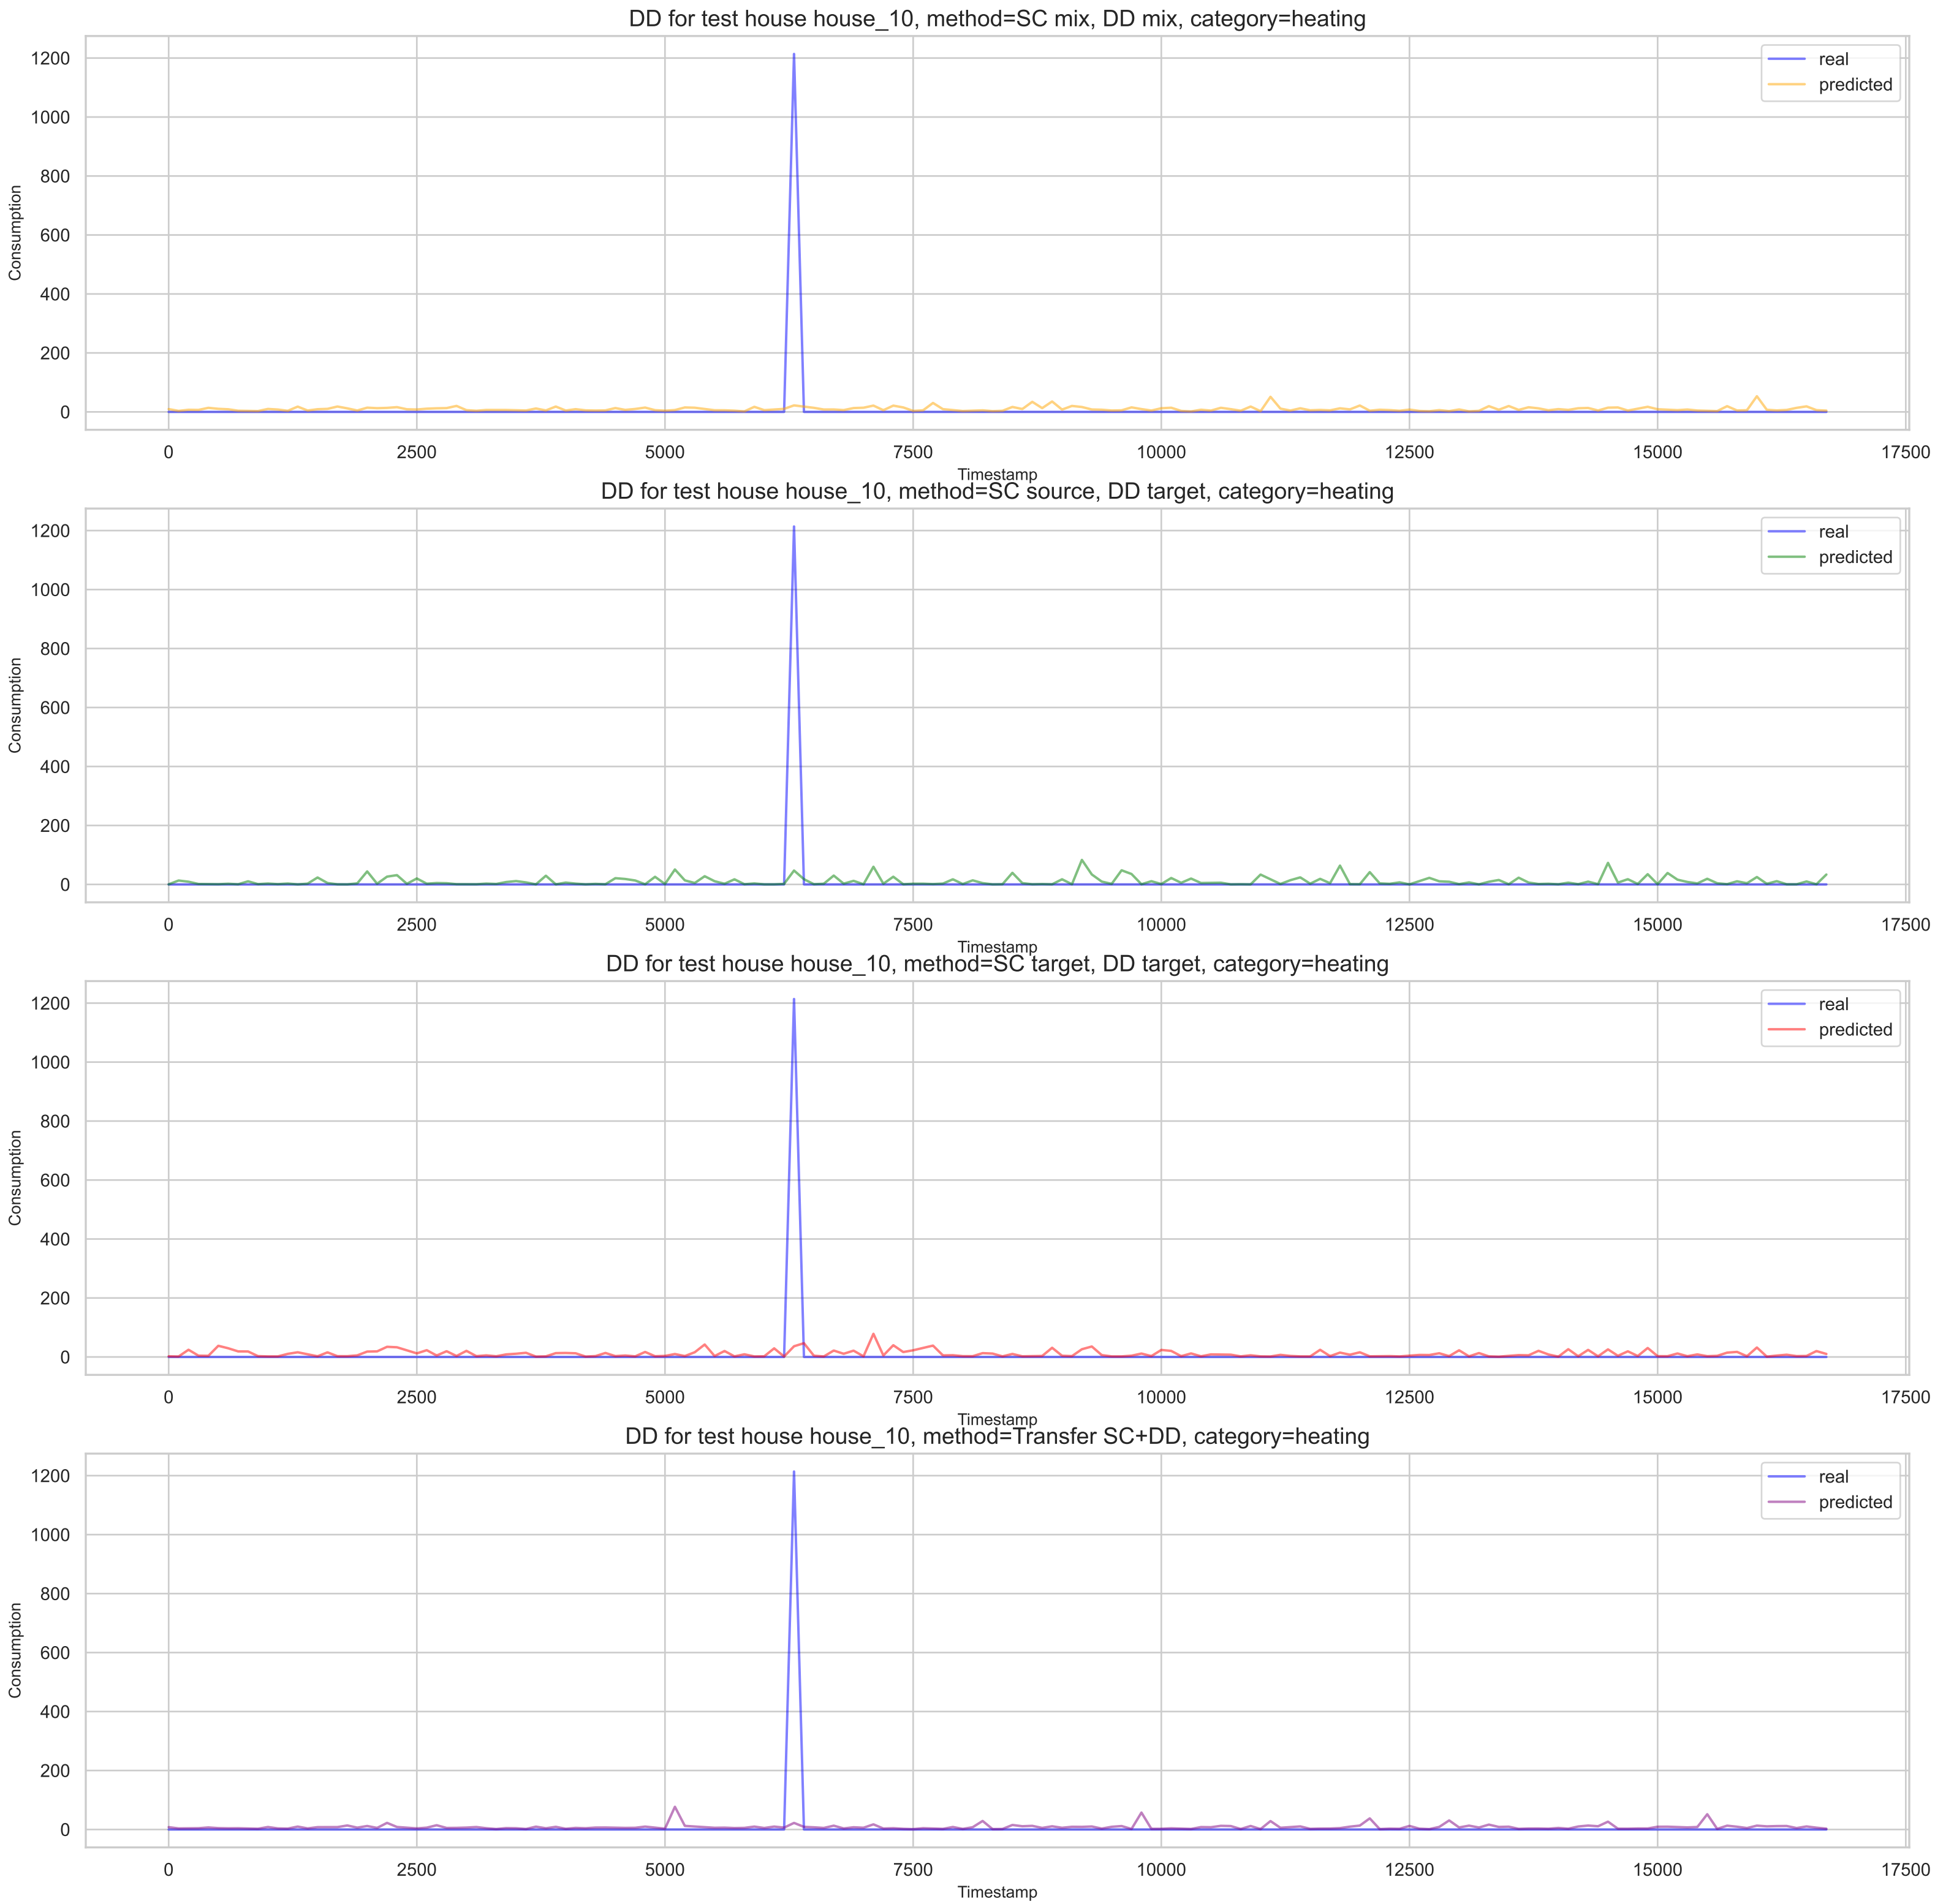 DD for test house house_10, method=SC mix, DD mix, category=heating
1200
1000
800
600
400
200
0
Consumption
real
predicted
0 2500 5000 7500 10000 12500 15000 17500
Timestamp
DD for test house house_10, method=SC source, DD target, category=heating
1200
1000
800
600
400
200
0
Consumption
real
predicted
0 2500 5000 7500 10000 12500 15000 17500
Timestamp
DD for test house house_10, method=SC target, DD target, category=heating
1200
1000
800
600
400
200
0
Consumption
real
predicted
0 2500 5000 7500 10000 12500 15000 17500
Timestamp
DD for test house house_10, method=Transfer SC+DD, category=heating
1200
1000
800
600
400
200
0
Consumption
real
predicted
0 2500 5000 7500 10000 12500 15000 17500
Timestamp